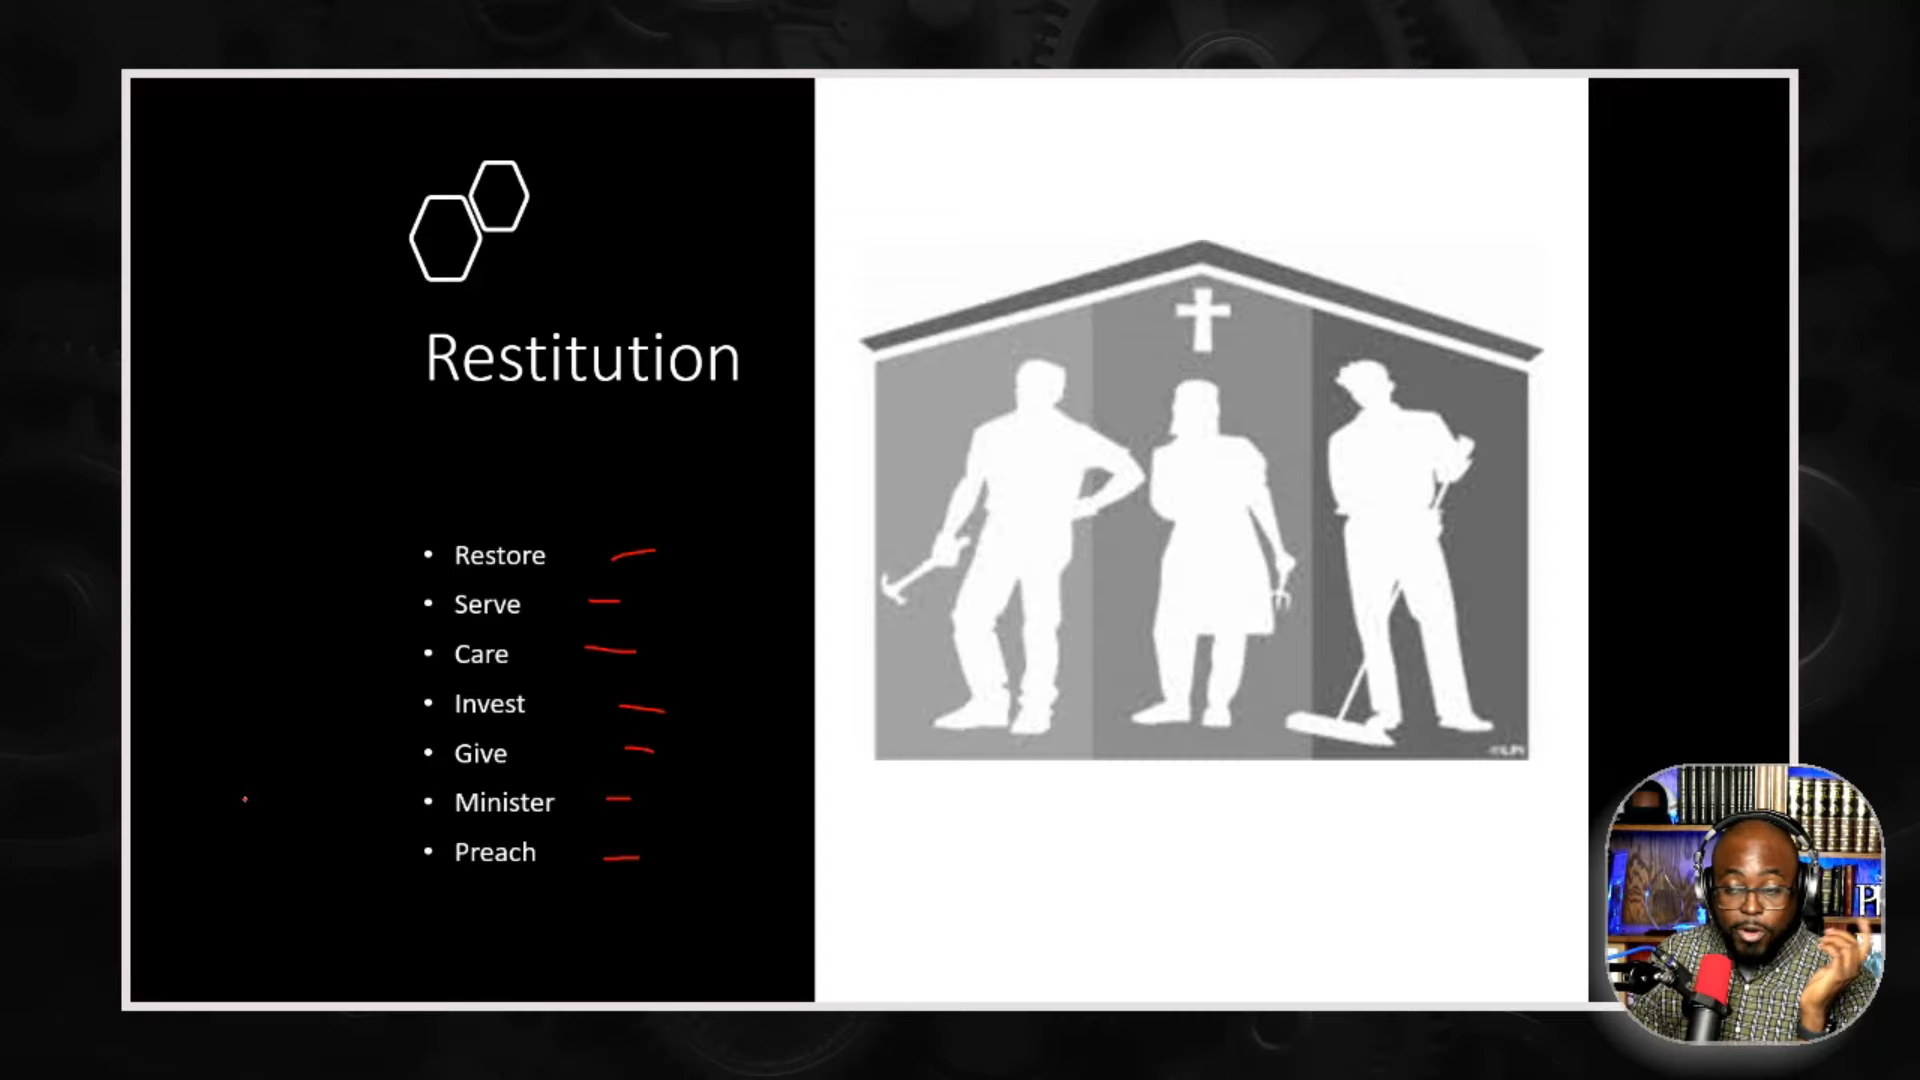 Restitution
• Restore
• Serve
• Care
• Invest
• Give
• Minister
• Preach